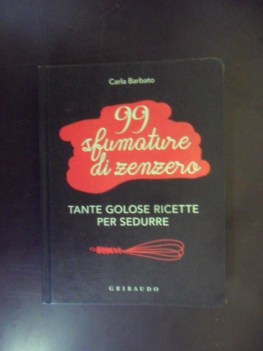 Carla Barbato
99
sfumature
di zenzero
TANTE GOLOSE RICETTE
PER SEDURRE
GRIBAUDO